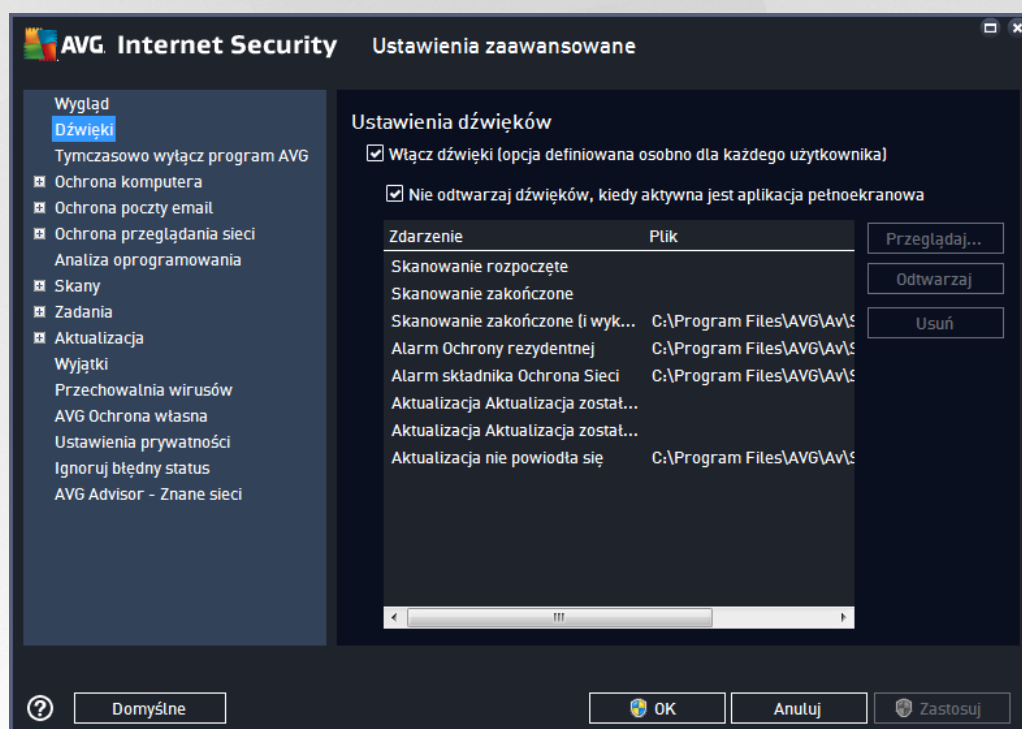 AVG. Internet Security Ustawienia zaawansowane
Wygląd
Dźwięki
Tymczasowo wyłącz program AVG
Ochrona komputera
Ochrona poczty email
Ochrona przeglądania sieci
Analiza oprogramowania
Skany
Zadania
Aktualizacja
Wyjątki
Przechowalnia wirusów
AVG Ochrona własna
Ustawienia prywatności
Ignoruj błędny status
AVG Advisor - Znane sieci
Ustawienia dźwięków
Włącz dźwięki (opcja definiowana osobno dla każdego użytkownika)
Nie odtwarzaj dźwięków, kiedy aktywna jest aplikacja pełnoekranowa
Zdarzenie Plik
Skanowanie rozpoczęte
Skanowanie zakończone
Skanowanie zakończone (i wyk... C:\Program Files\AVG\Av\S
Alarm Ochrony rezydentnej C:\Program Files\AVG\Av\S
Alarm składnika Ochrona Sieci C:\Program Files\AVG\Av\S
Aktualizacja Aktualizacja został...
Aktualizacja Aktualizacja został...
Aktualizacja nie powiodła się C:\Program Files\AVG\Av\S
Przeglądaj...
Odtwarzaj
Usuń
Domyślne
OK
Anuluj
Zastosuj